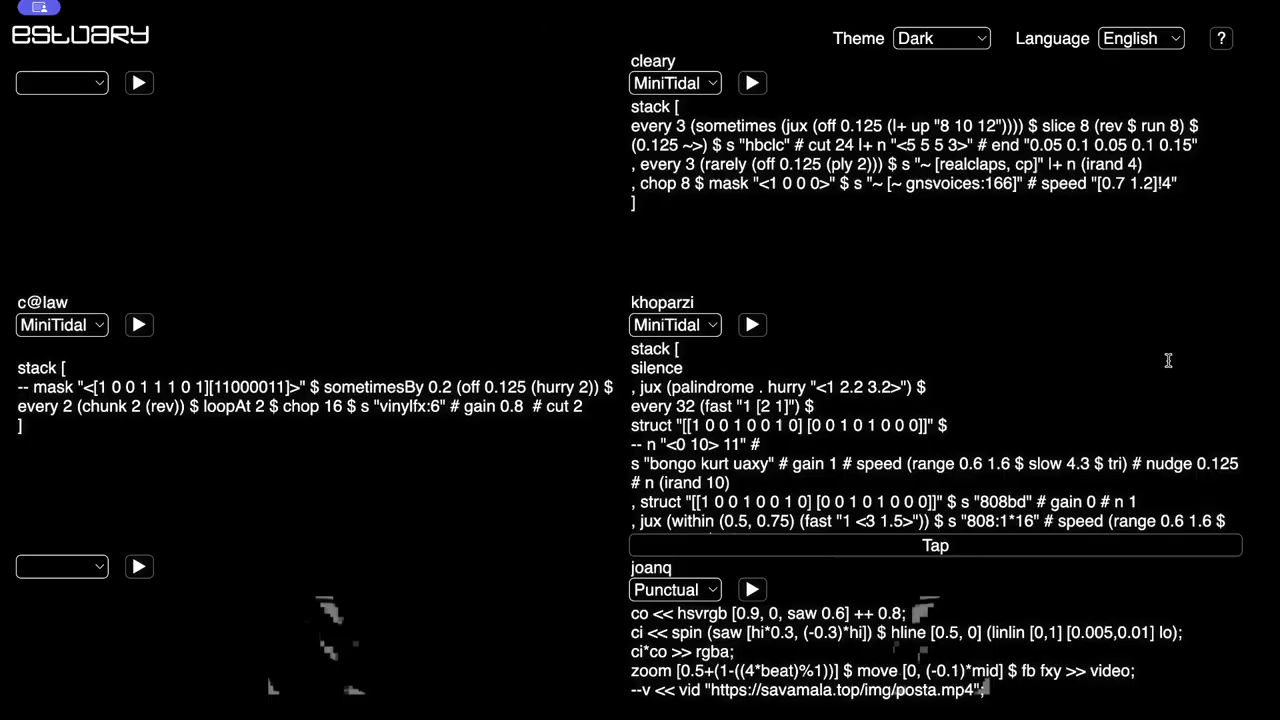 estuary
Theme Dark Language English ?
cleary
MiniTidal
stack [
every 3 (sometimes (jux (off 0.125 (|+ up "8 10 12")))) $ slice 8 (rev $ run 8) $
(0.125 ~>) $ s "hbclc" # cut 24 |+ n "<5 5 5 3>" # end "0.05 0.1 0.05 0.1 0.15"
, every 3 (rarely (off 0.125 (ply 2))) $ s "~ [realclaps, cp]" |+ n (irand 4)
, chop 8 $ mask "<1 0 0 0>" $ s "~ [~ gnsvoices:166]" # speed "[0.7 1.2]!4"
]
c@law
MiniTidal
stack [
-- mask "<[1 0 0 1 1 1 0 1][11000011]>" $ sometimesBy 0.2 (off 0.125 (hurry 2)) $
every 2 (chunk 2 (rev)) $ loopAt 2 $ chop 16 $ s "vinylfx:6" # gain 0.8  # cut 2
]
khoparzi
MiniTidal
stack [
silence
, jux (palindrome . hurry "<1 2.2 3.2>") $
every 32 (fast "1 [2 1]") $
struct "[[1 0 0 1 0 0 1 0] [0 0 1 0 1 0 0 0]]" $
-- n "<0 10> 11" #
s "bongo kurt uaxy" # gain 1 # speed (range 0.6 1.6 $ slow 4.3 $ tri) # nudge 0.125
# n (irand 10)
, struct "[[1 0 0 1 0 0 1 0] [0 0 1 0 1 0 0 0]]" $ s "808bd" # gain 0 # n 1
, jux (within (0.5, 0.75) (fast "1 <3 1.5>")) $ s "808:1*16" # speed (range 0.6 1.6 $
Tap
joanq
Punctual
co << hsvrgb [0.9, 0, saw 0.6] ++ 0.8;
ci << spin (saw [hi*0.3, (-0.3)*hi]) $ hline [0.5, 0] (linlin [0,1] [0.005,0.01] lo);
ci*co >> rgba;
zoom [0.5+(1-((4*beat)%1))] $ move [0, (-0.1)*mid] $ fb fxy >> video;
--v << vid "https://savamala.top/img/posta.mp4";